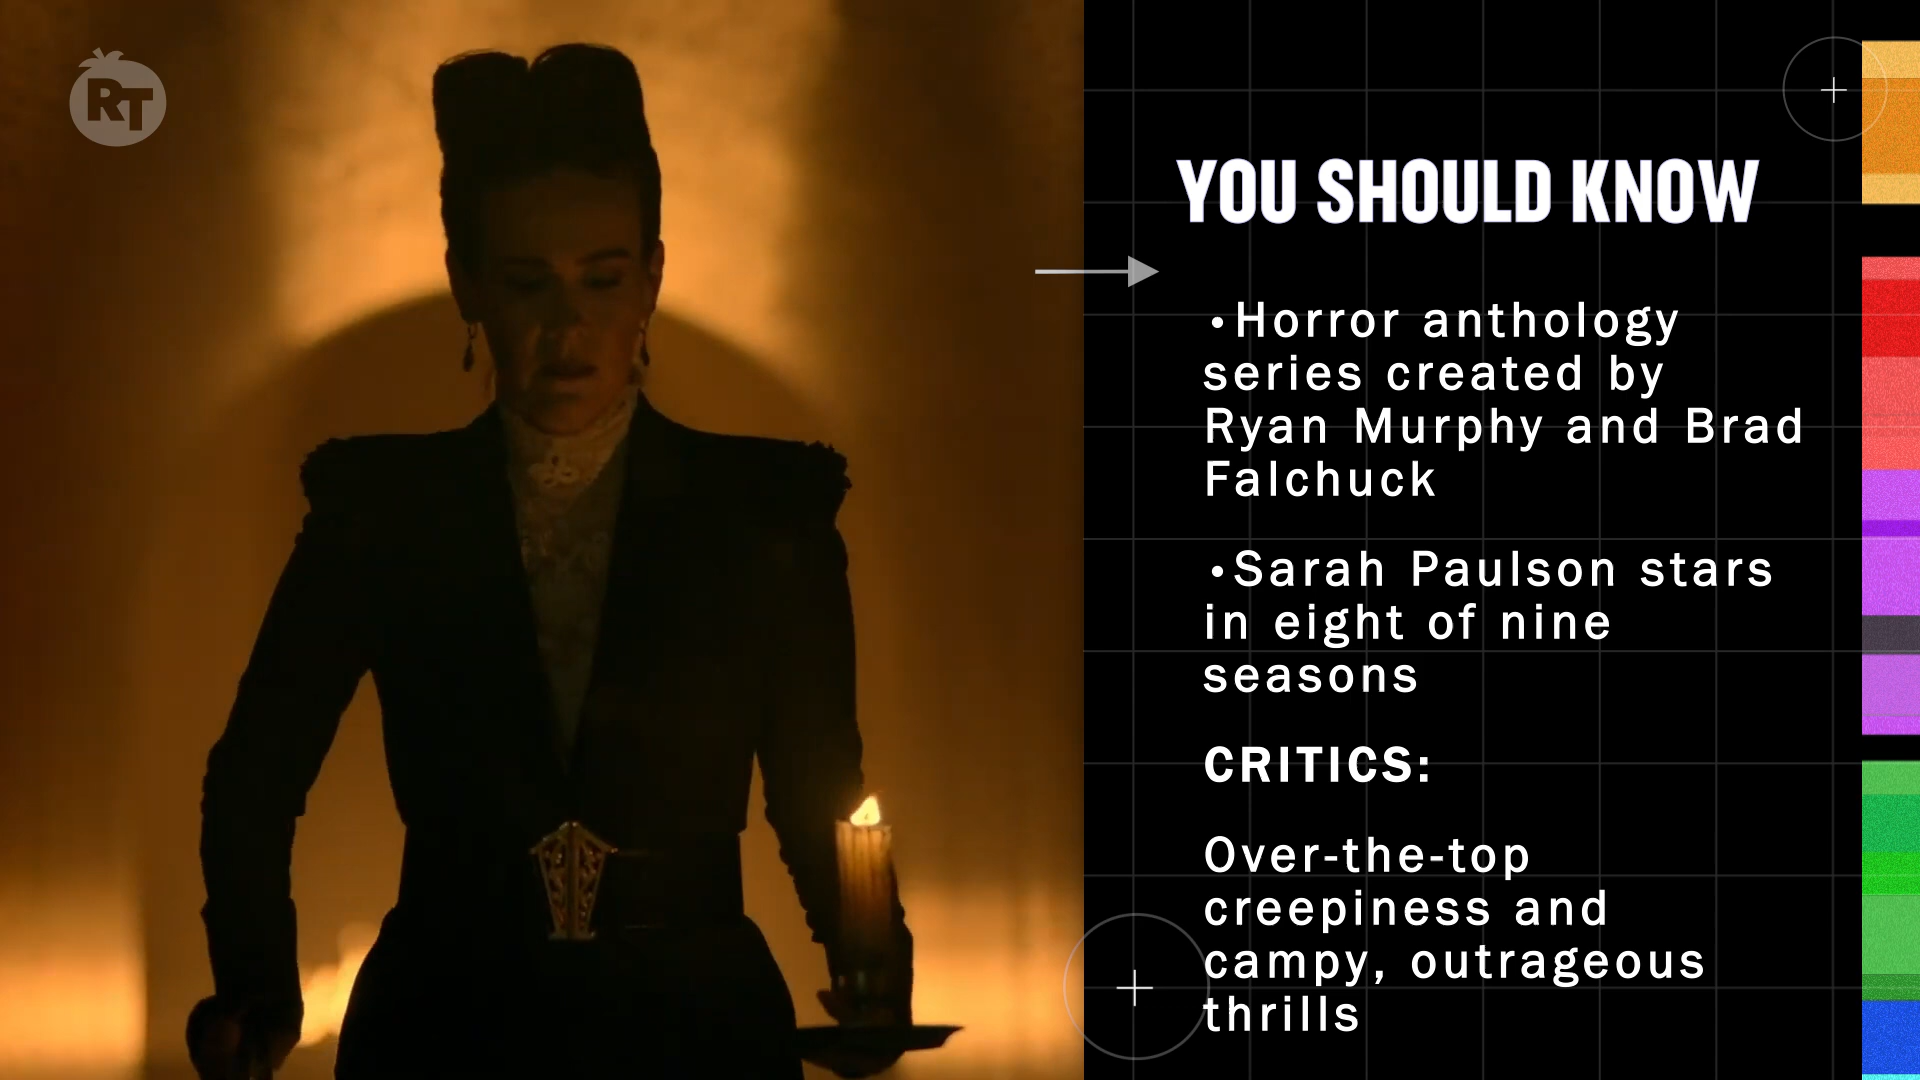 RT
YOU SHOULD KNOW
•Horror anthology
series created by
Ryan Murphy and Brad
Falchuck
•Sarah Paulson stars
in eight of nine
seasons
CRITICS:
Over-the-top
creepiness and
campy, outrageous
thrills